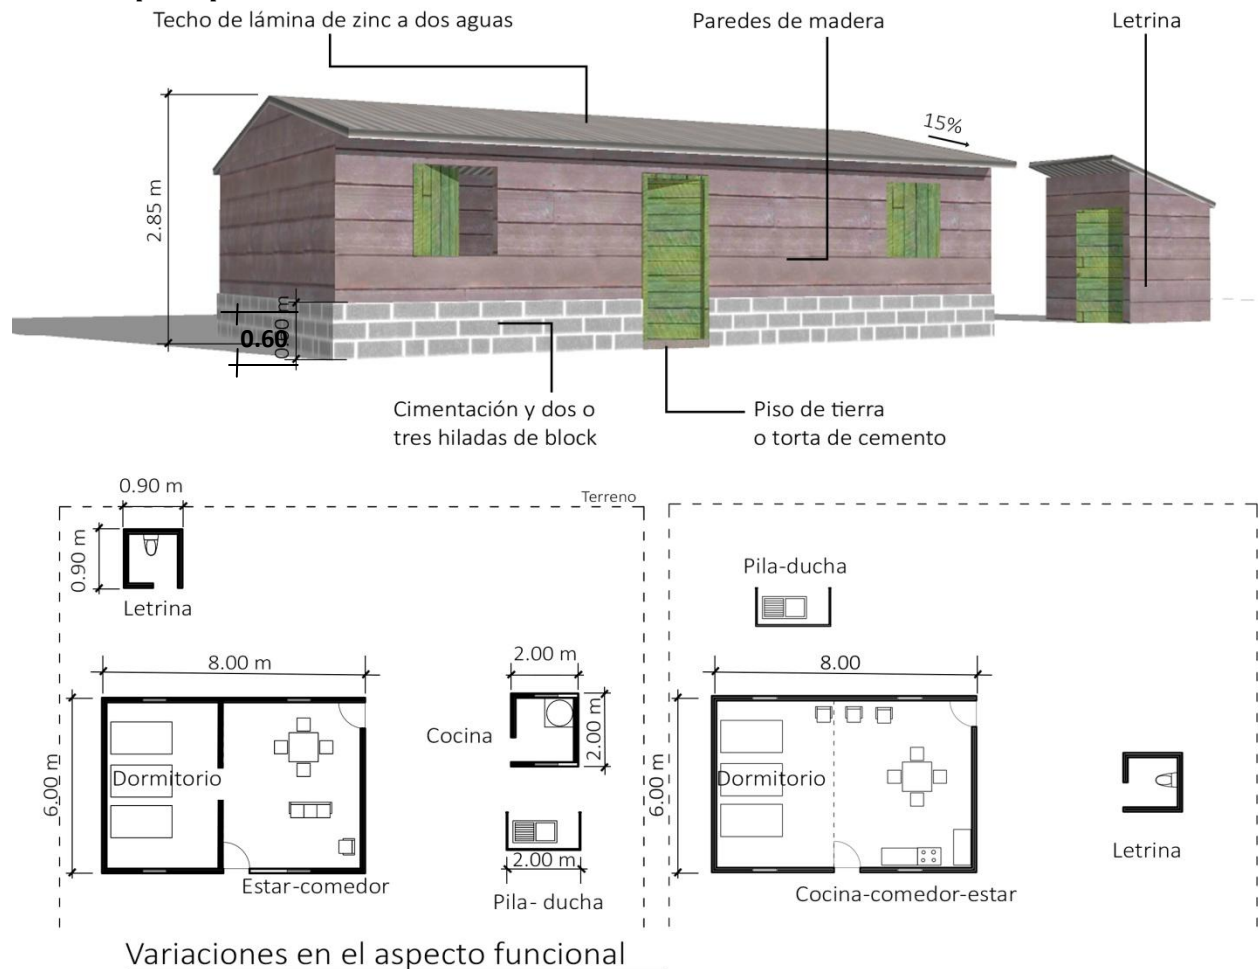 Techo de lámina de zinc a dos aguas
Paredes de madera
Letrina
15%
2.85 m
0.60
Cimentación y dos o
tres hiladas de block
Piso de tierra
o torta de cemento
0.90 m
Terreno
0.90 m
Letrina
Pila-ducha
8.00 m
2.00 m
8.00
Cocina
2.00 m
Dormitorio
6.00 m
Dormitorio
6.00 m
2.00 m
Letrina
Estar-comedor
Pila- ducha
Cocina-comedor-estar
Variaciones en el aspecto funcional